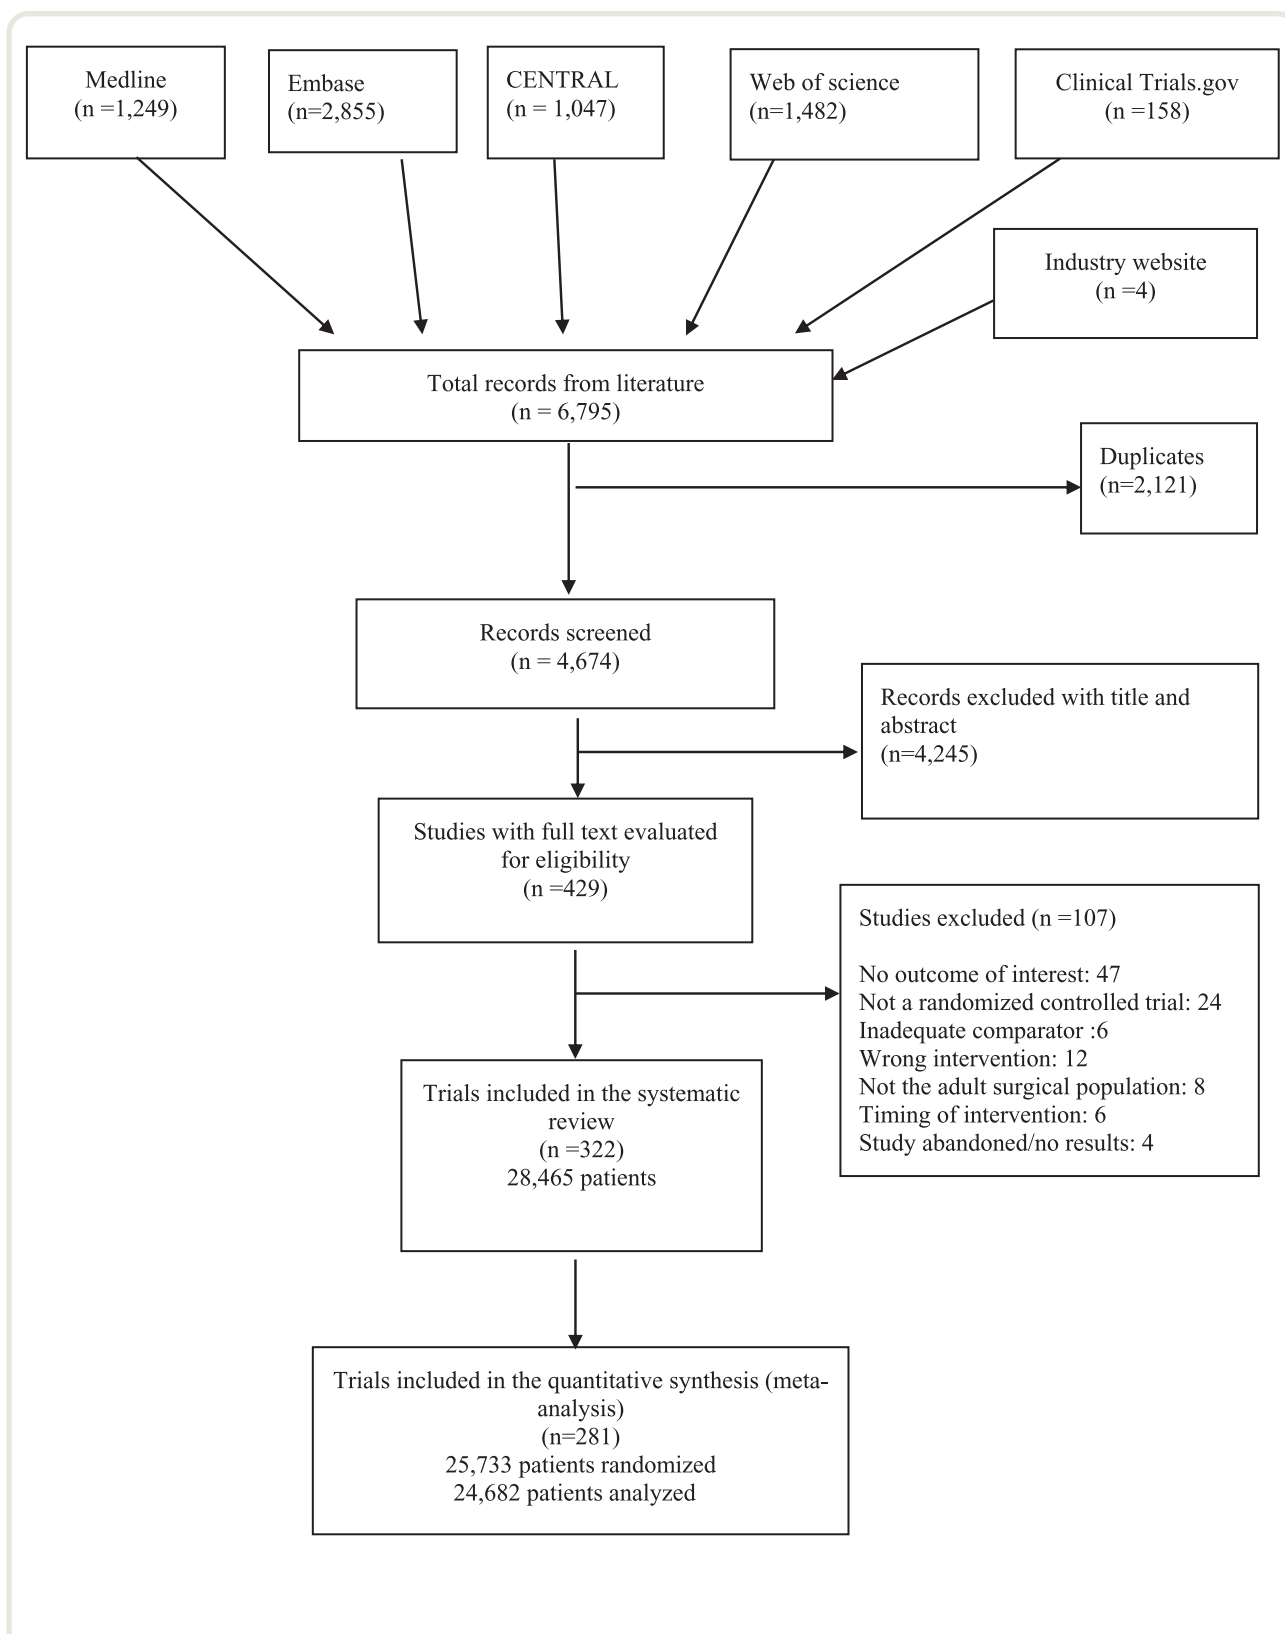 Medline
(n =1,249)
Embase
(n=2,855)
CENTRAL
(n = 1,047)
Web of science
(n=1,482)
Clinical Trials.gov
(n =158)
Industry website
(n =4)
Total records from literature
(n = 6,795)
Duplicates
(n=2,121)
Records screened
(n = 4,674)
Records excluded with title and
abstract
(n=4,245)
Studies with full text evaluated
for eligibility
(n =429)
Studies excluded (n =107)
No outcome of interest: 47
Not a randomized controlled trial: 24
Inadequate comparator :6
Wrong intervention: 12
Not the adult surgical population: 8
Timing of intervention: 6
Study abandoned/no results: 4
Trials included in the systematic
review
(n =322)
28,465 patients
Trials included in the quantitative synthesis (meta-
analysis)
(n=281)
25,733 patients randomized
24,682 patients analyzed